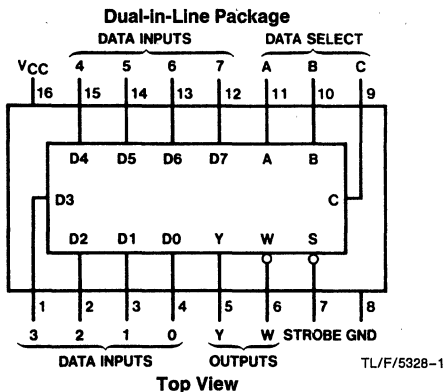 Dual-in-Line Package
DATA INPUTS DATA SELECT
VCC 4 5 6 7 A B C
16 15 14 13 12 11 10 9
D4 D5 D6 D7 A B
D3 C
D2 D1 D0 Y W S
1 2 3 4 5 6 7 8
3 2 1 0 Y W STROBE GND
DATA INPUTS OUTPUTS
TL/F/5328-1
Top View